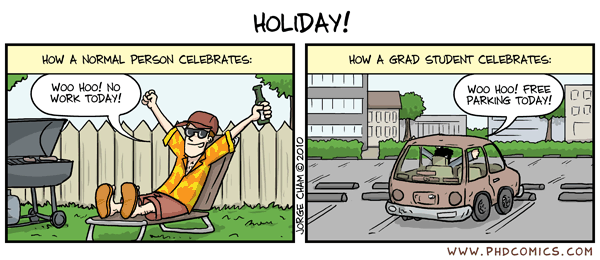 HOLIDAY!
HOW A NORMAL PERSON CELEBRATES:
WOO HOO! NO
WORK TODAY!
JORGE CHAM © 2010
HOW A GRAD STUDENT CELEBRATES:
WOO HOO! FREE
PARKING TODAY!
WWW.PHDCOMICS.COM